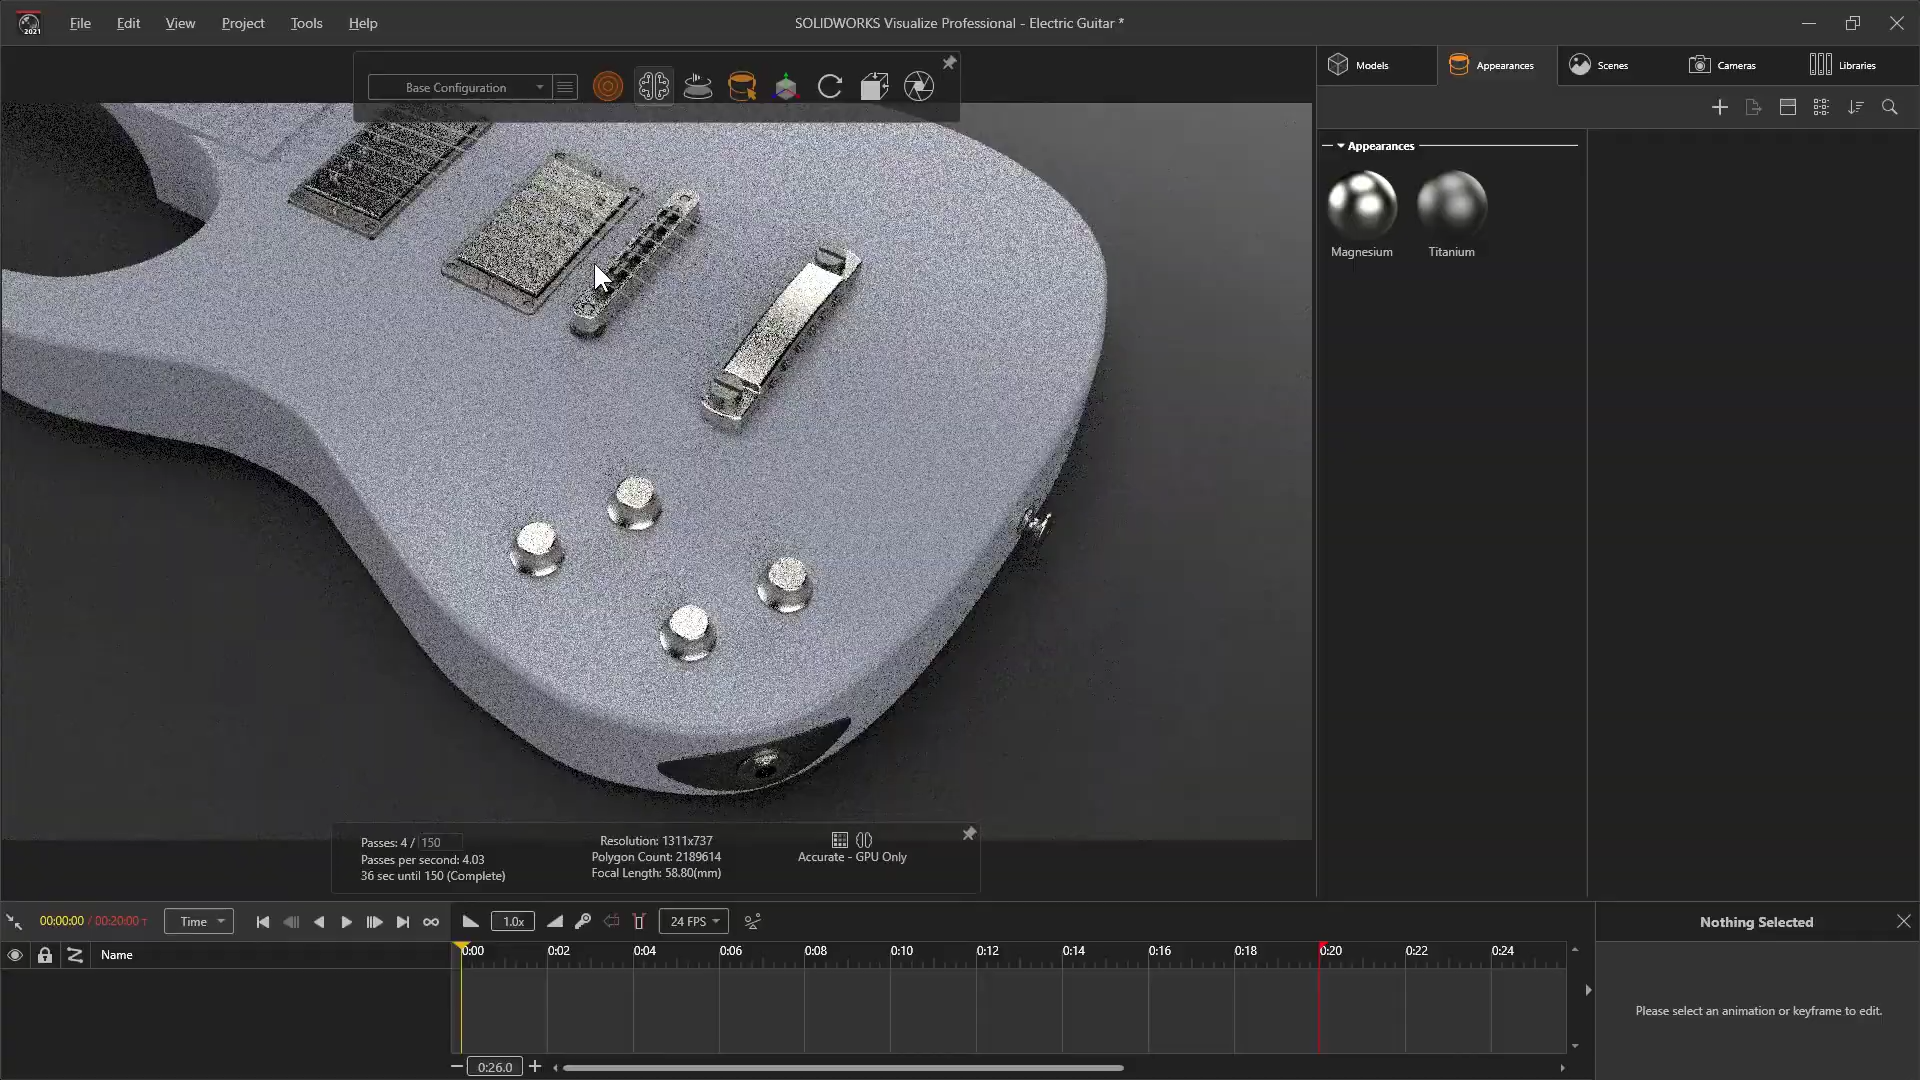 2021
File Edit View Project Tools Help
SOLIDWORKS Visualize Professional - Electric Guitar *
Base Configuration
Models
Appearances
Scenes
Cameras
Libraries
Appearances
Magnesium
Titanium
Passes: 4 / 150
Passes per second: 4.03
36 sec until 150 (Complete)
Resolution: 1311x737
Polygon Count: 2189614
Focal Length: 58.80(mm)
Accurate - GPU Only
00:00:00 / 00:20:00 T
Time
1.0x
24 FPS
Nothing Selected
Name
0:00 0:02 0:04 0:06 0:08 0:10 0:12 0:14 0:16 0:18 0:20 0:22 0:24
Please select an animation or keyframe to edit.
0:26.0